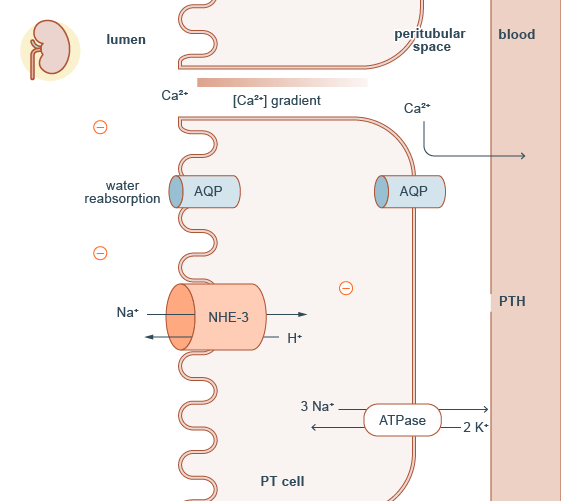 lumen
peritubular
space
blood
Ca²⁺
[Ca²⁺] gradient
Ca²⁺
water
reabsorption
AQP
AQP
Na⁺
NHE-3
H⁺
PTH
3 Na⁺
ATPase
2 K⁺
PT cell